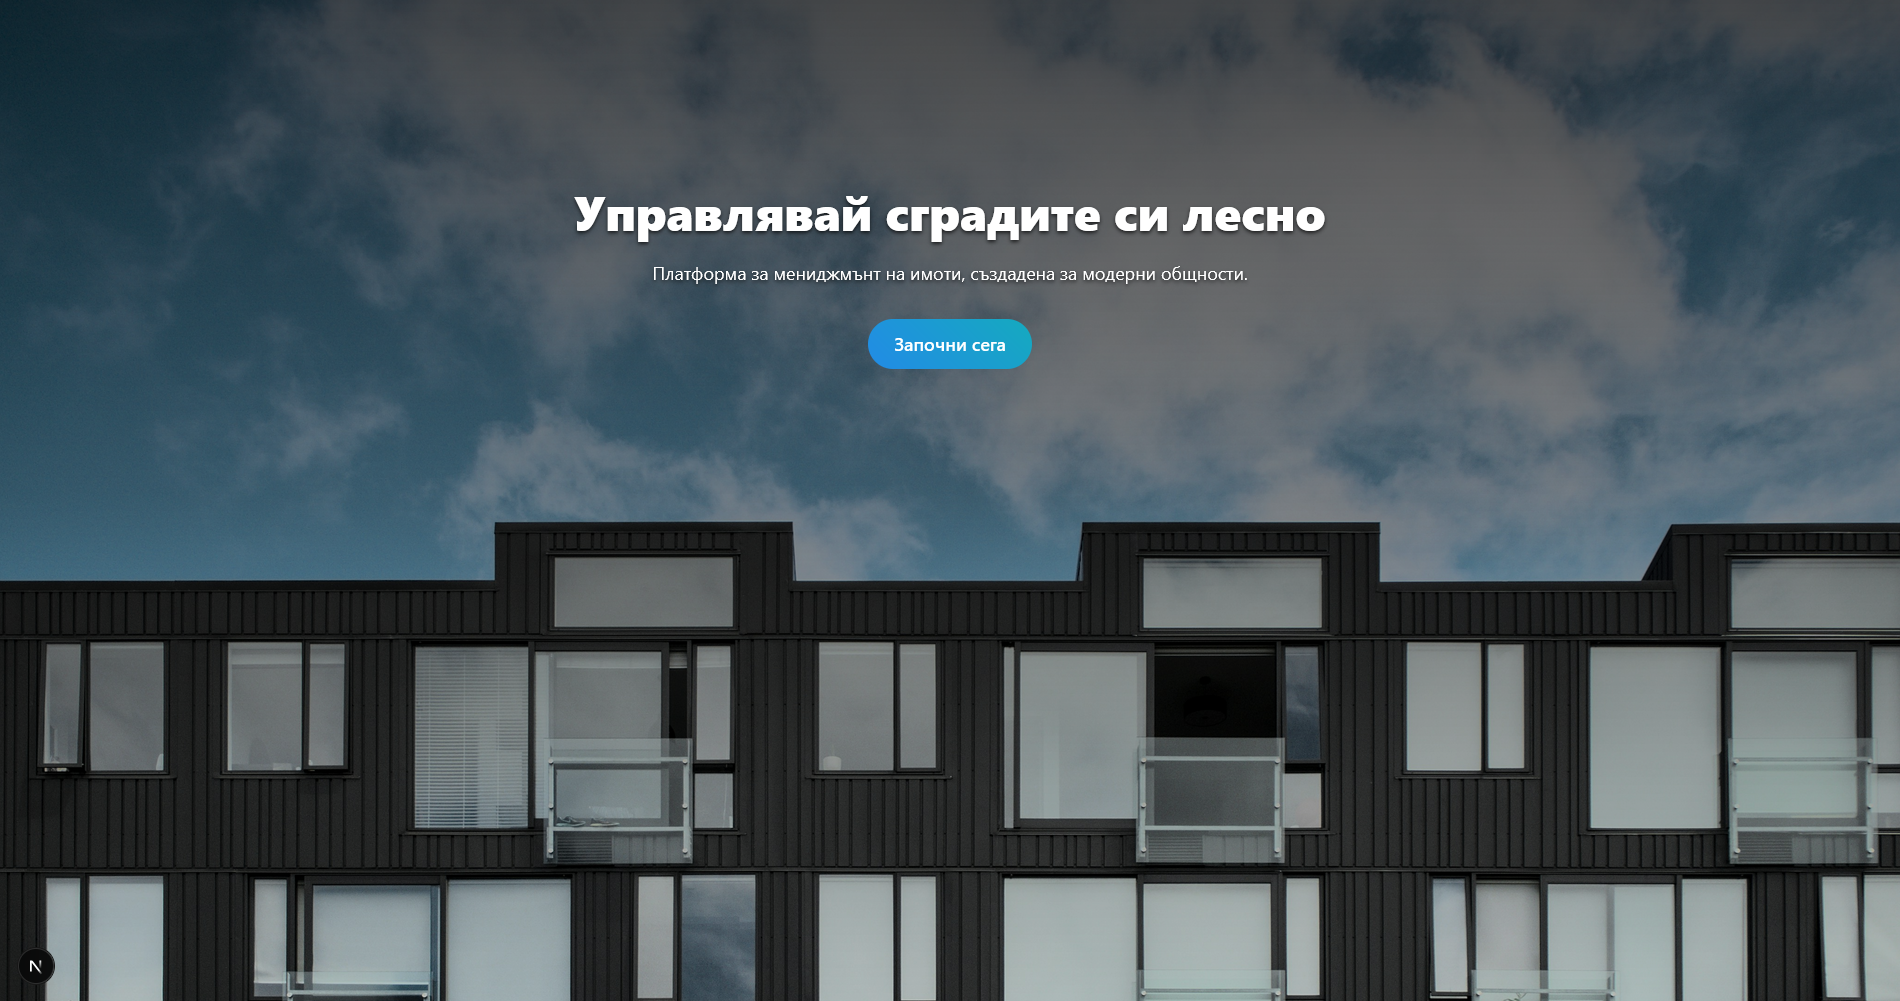 Управлявай сградите си лесно
Платформа за мениджмънт на имоти, създадена за модерни общности.
Започни сега
N